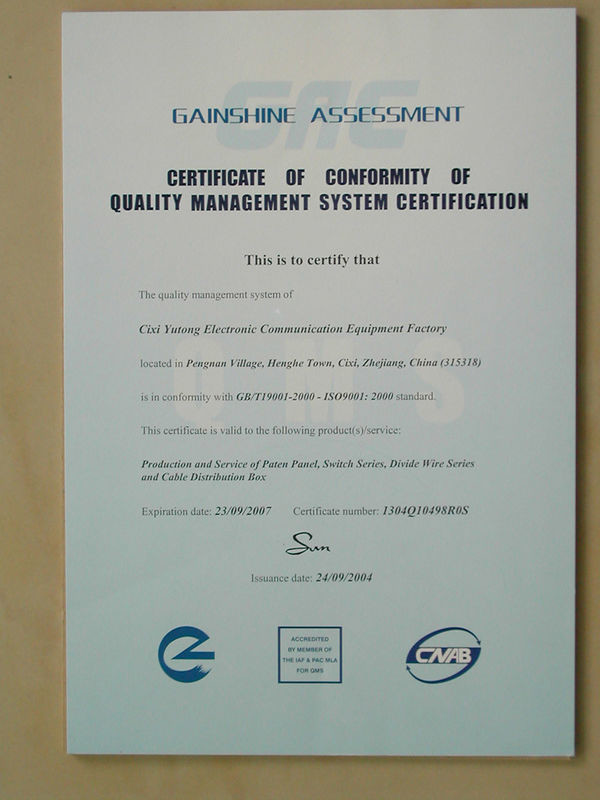 GAE
GAINSHINE ASSESSMENT
CERTIFICATE OF CONFORMITY OF
QUALITY MANAGEMENT SYSTEM CERTIFICATION
This is to certify that
The quality management system of
Cixi Yutong Electronic Communication Equipment Factory
located in Pengnan Village, Henghe Town, Cixi, Zhejiang, China (315318)
QMS
is in conformity with GB/T19001-2000 - ISO9001: 2000 standard.
This certificate is valid to the following product(s)/service:
Production and Service of Paten Panel, Switch Series, Divide Wire Series
and Cable Distribution Box
Expiration date: 23/09/2007 Certificate number: 1304Q10498R0S
Sun
Issuance date: 24/09/2004
ACCREDITED
BY MEMBER OF
THE IAF & PAC MLA
FOR QMS
CNAB